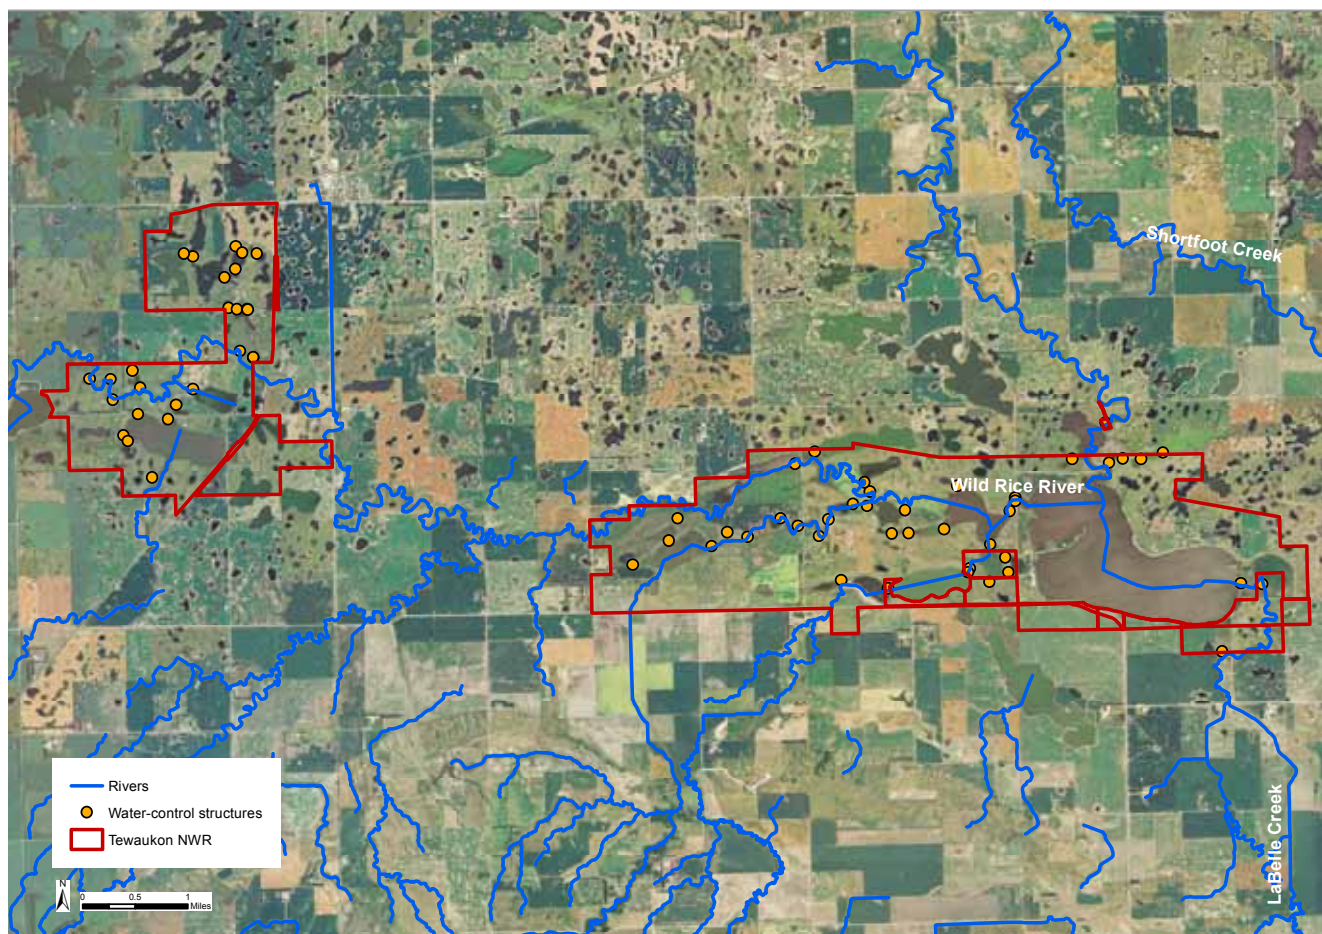 Shortfoot Creek
Wild Rice River
LaBelle Creek
Rivers
Water-control structures
Tewaukon NWR
N
0 0.5 1
Miles